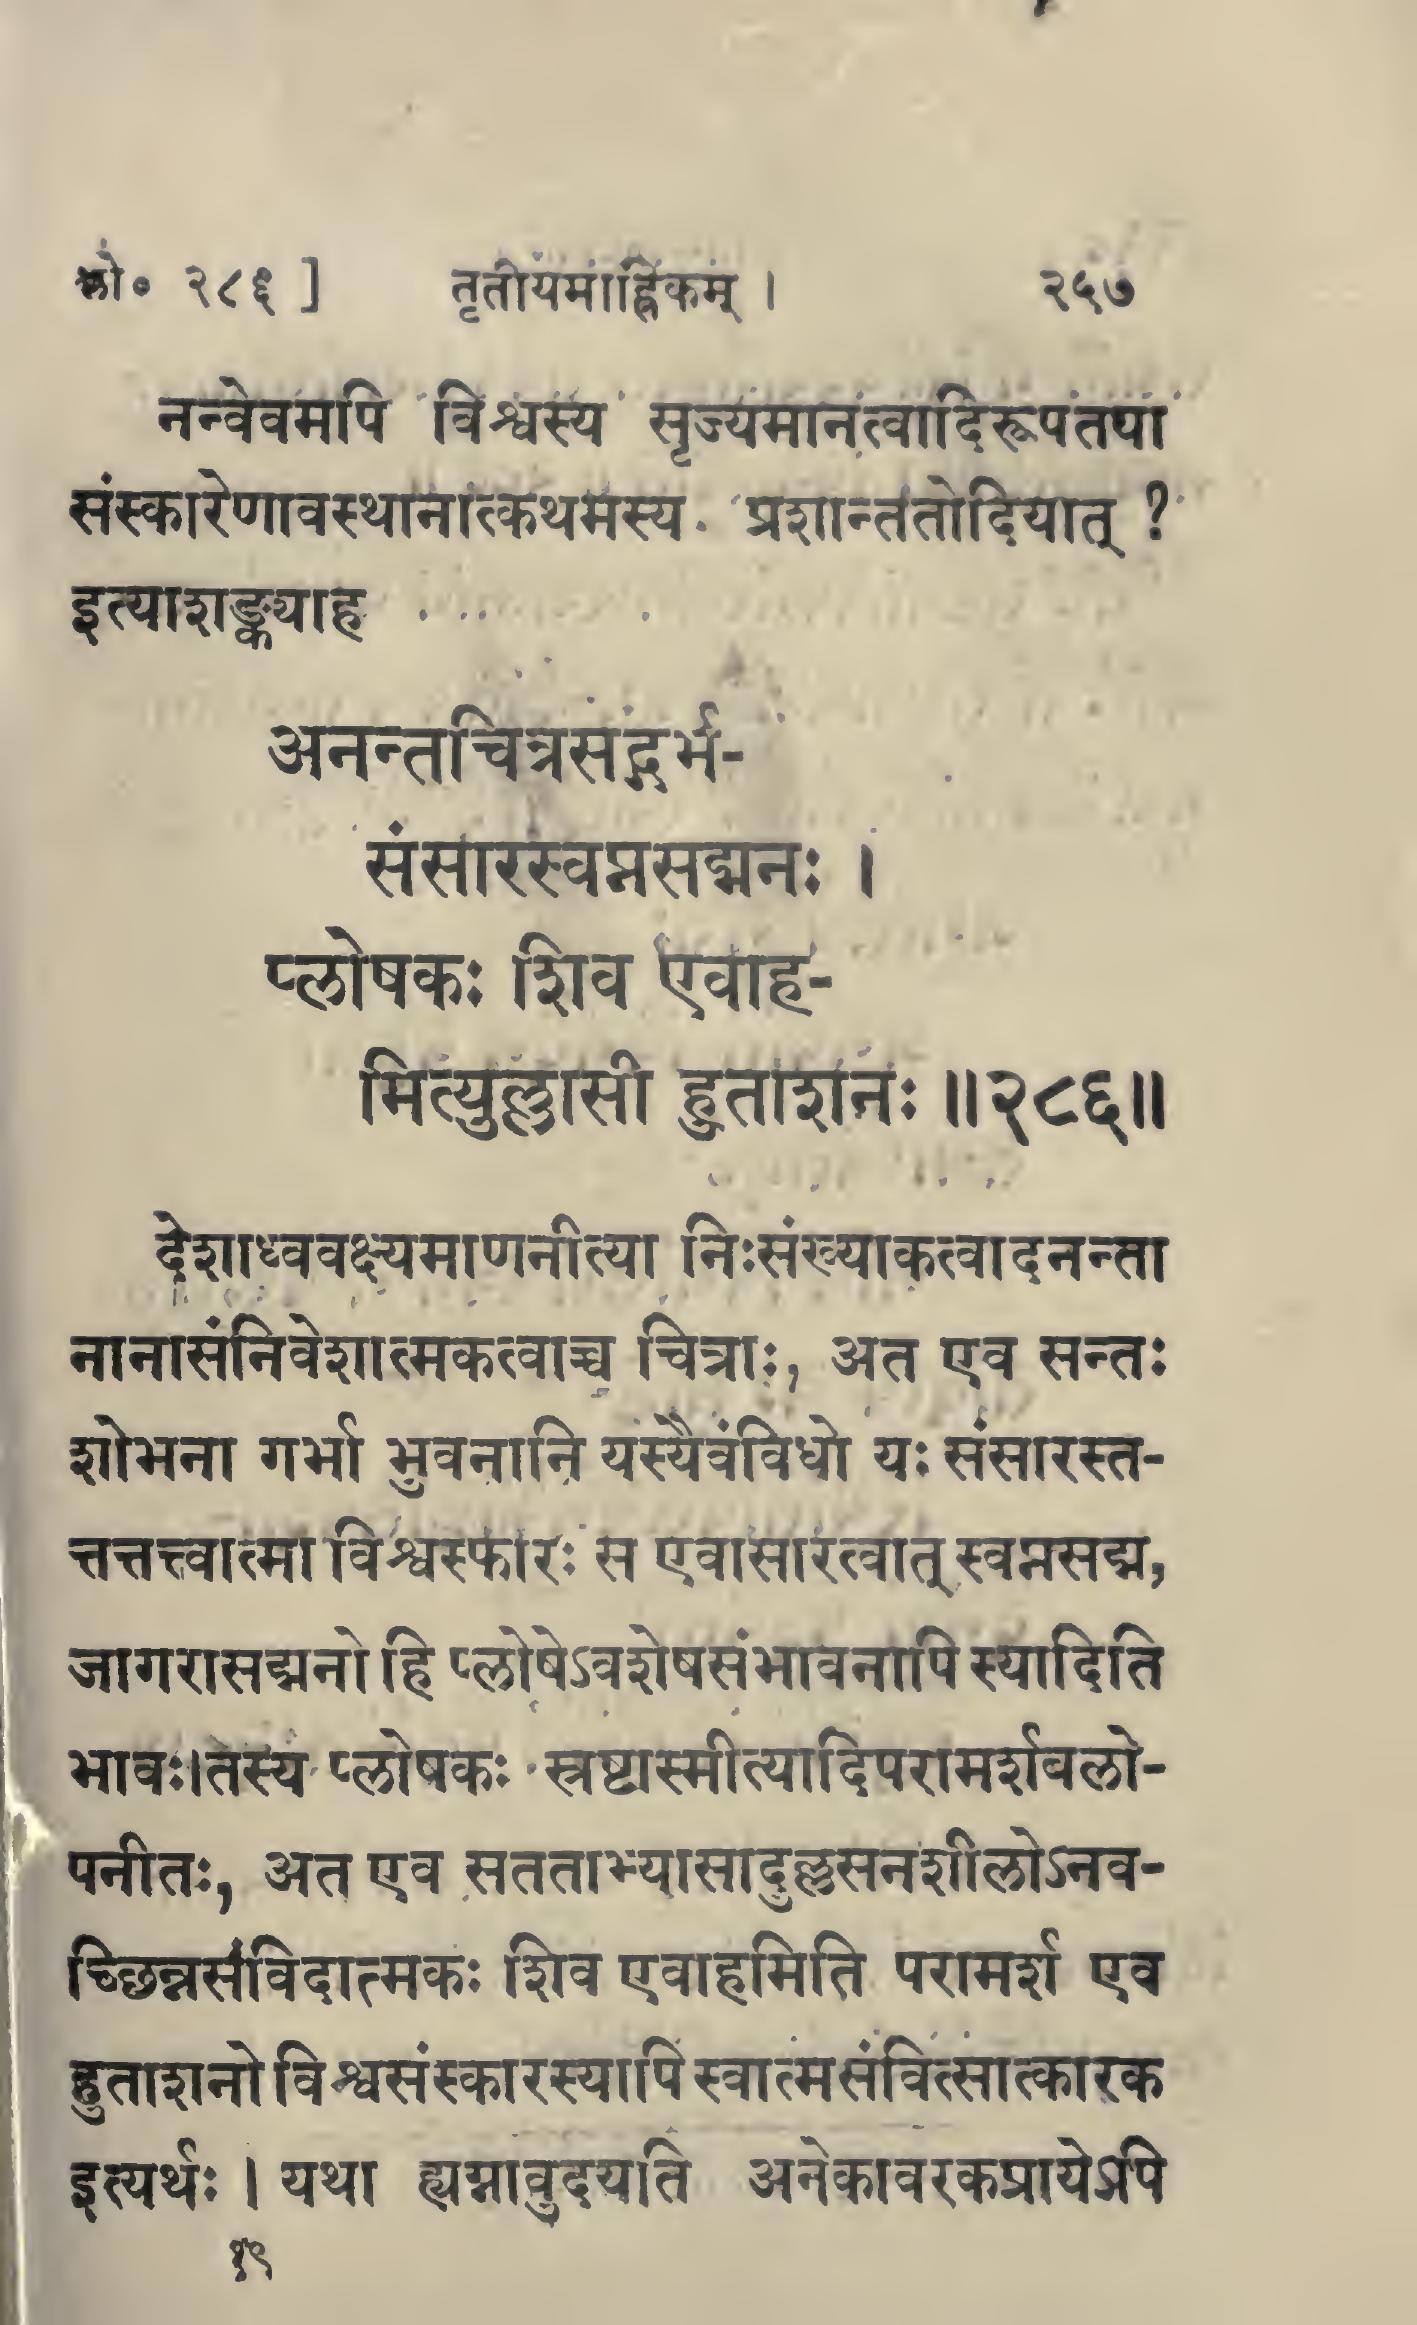 श्लो० २८६ ] तृतीयमाह्निकम् । २५७
नन्वेवमपि विश्वस्य सृज्यमानत्वादिरूपतया
संस्कारेणावस्थानात्कथमस्य प्रशान्ततोदियात् ?
इत्याशङ्क्याह
अनन्तचित्रसद्गर्भ-
संसारस्वप्नसद्मनः ।
प्लोषकः शिव एवाह-
मित्युल्लासी हुताशनः ॥२८६॥
देशाध्ववक्ष्यमाणनीत्या निःसंख्याकत्वादनन्ता
नानासंनिवेशात्मकत्वाच्च चित्राः, अत एव सन्तः
शोभना गर्भा भुवनानि यस्यैवंविधो यः संसारस्त-
त्तत्तत्त्वात्मा विश्वस्फारः स एवासारत्वात् स्वप्नसद्म,
जागरासद्मनो हि प्लोषेऽवशेषसंभावनापि स्यादिति
भावः।तस्य प्लोषकः स्रष्टास्मीत्यादिपरामर्शबलो-
पनीतः, अत एव सतताभ्यासादुल्लसनशीलोऽनव-
च्छिन्नसंविदात्मकः शिव एवाहमिति परामर्श एव
हुताशनो विश्वसंस्कारस्यापि स्वात्मसंवित्सात्कारक
इत्यर्थः । यथा ह्यग्नावुदयति अनेकावरकप्रायेऽपि
१९